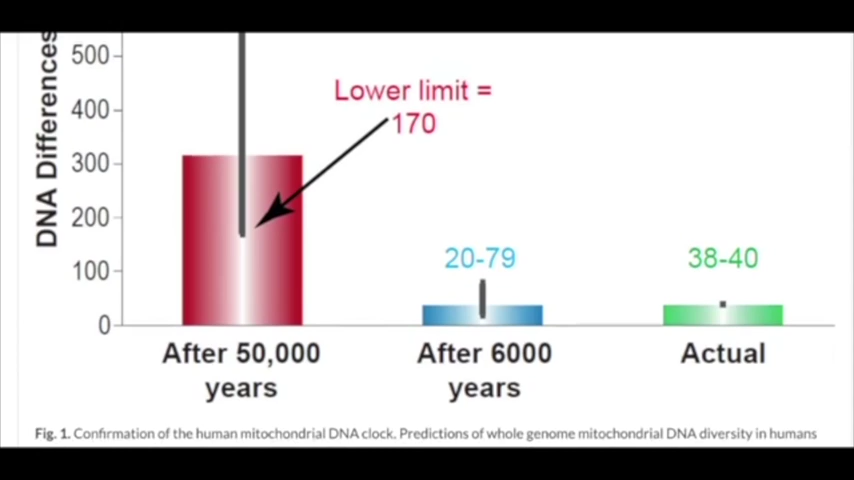 DNA Differences
500
400
300
200
100
0
Lower limit =
170
20-79
38-40
After 50,000
years
After 6000
years
Actual
Fig. 1. Confirmation of the human mitochondrial DNA clock. Predictions of whole genome mitochondrial DNA diversity in humans